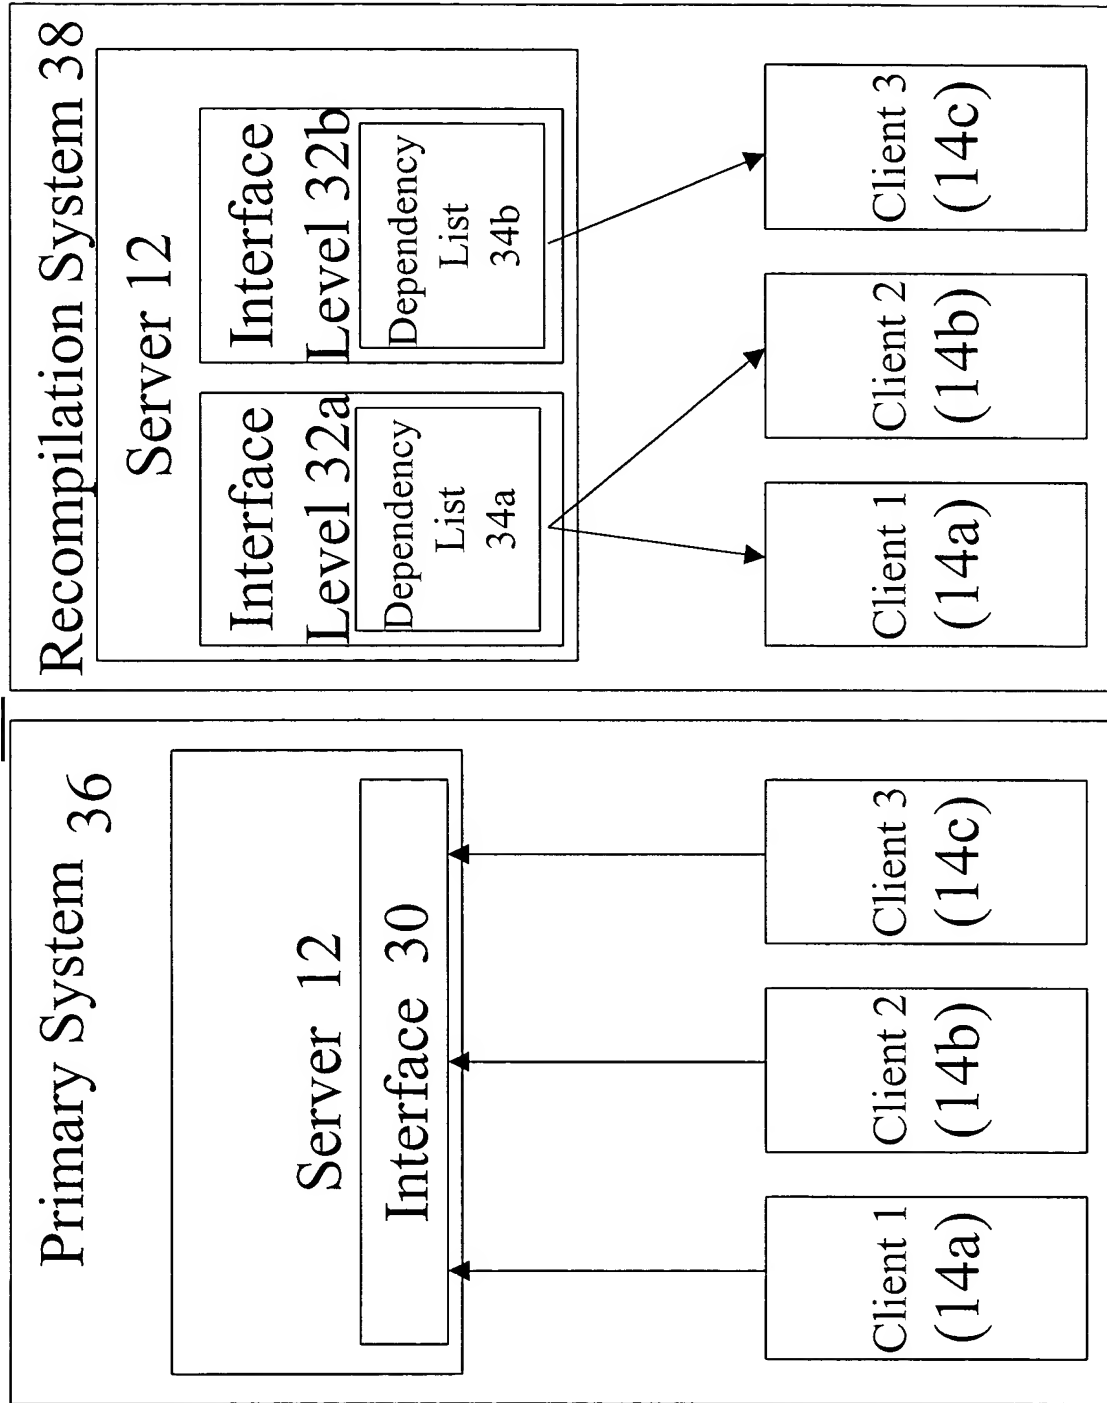 Primary System 36
Server 12
Interface 30
Client 1
(14a)
Client 2
(14b)
Client 3
(14c)
Recompilation System 38
Server 12
Interface
Level 32a
Dependency
List
34a
Interface
Level 32b
Dependency
List
34b
Client 1
(14a)
Client 2
(14b)
Client 3
(14c)